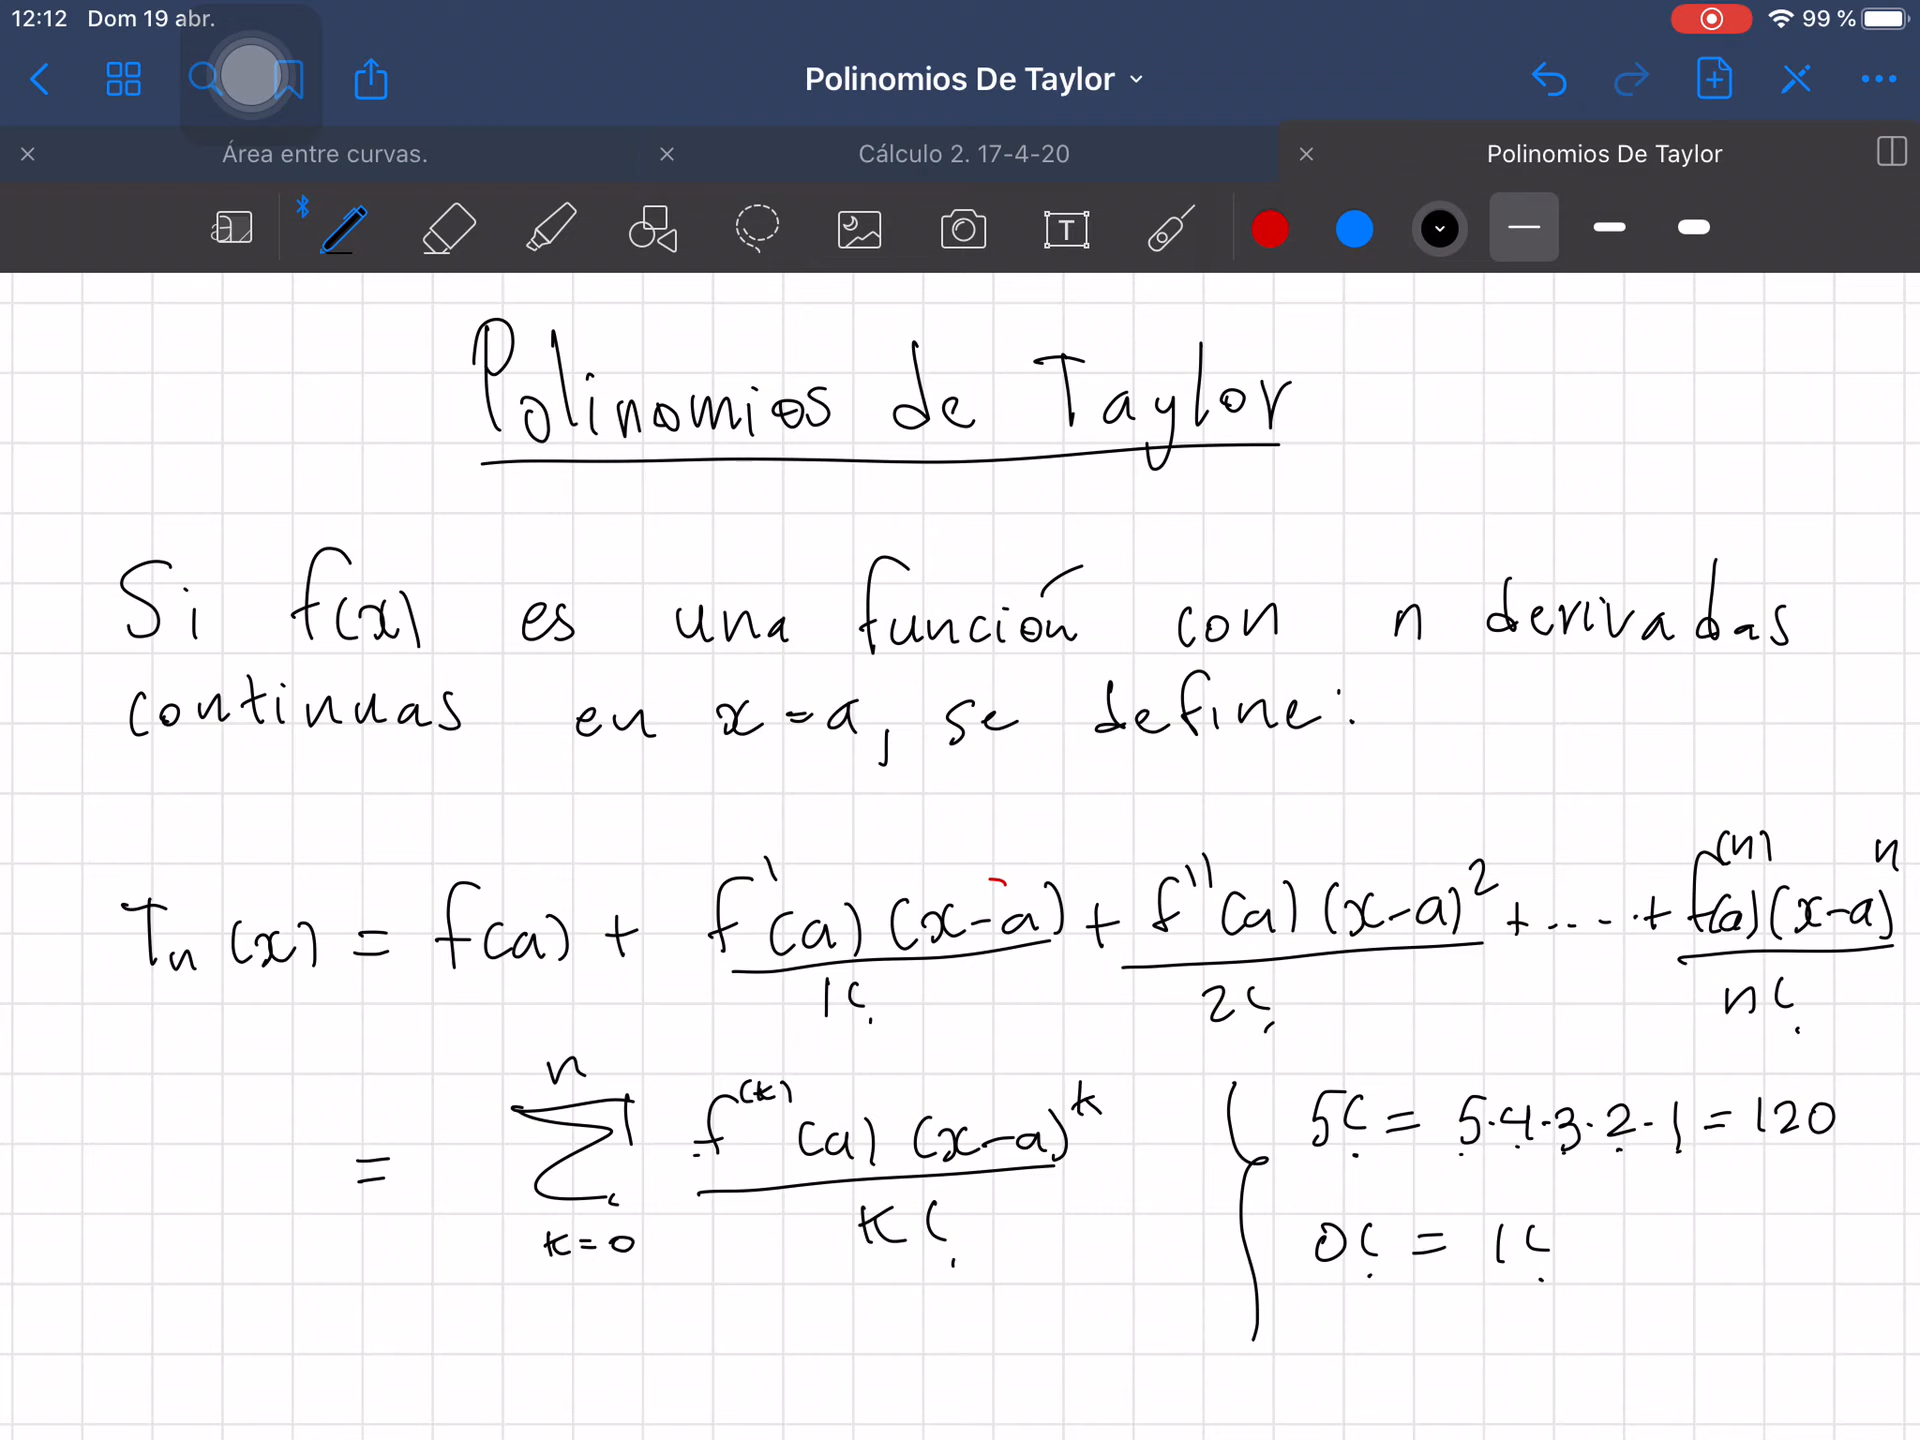 12:12 Dom 19 abr. 99 %
Polinomios De Taylor
Área entre curvas. Cálculo 2. 17-4-20 Polinomios De Taylor
T
Polinomios de Taylor
Si f(x) es una función con n derivadas
continuas en x=a, se define:
Tₙ(x) = f(a) + f'(a)(x-a)/1! + f''(a)(x-a)²/2! + ... + f⁽ⁿ⁾(a)(x-a)ⁿ/n!
= ∑ₖ₌₀ⁿ f⁽ᵏ⁾(a)(x-a)ᵏ/k!
5! = 5·4·3·2·1 = 120
0! = 1!